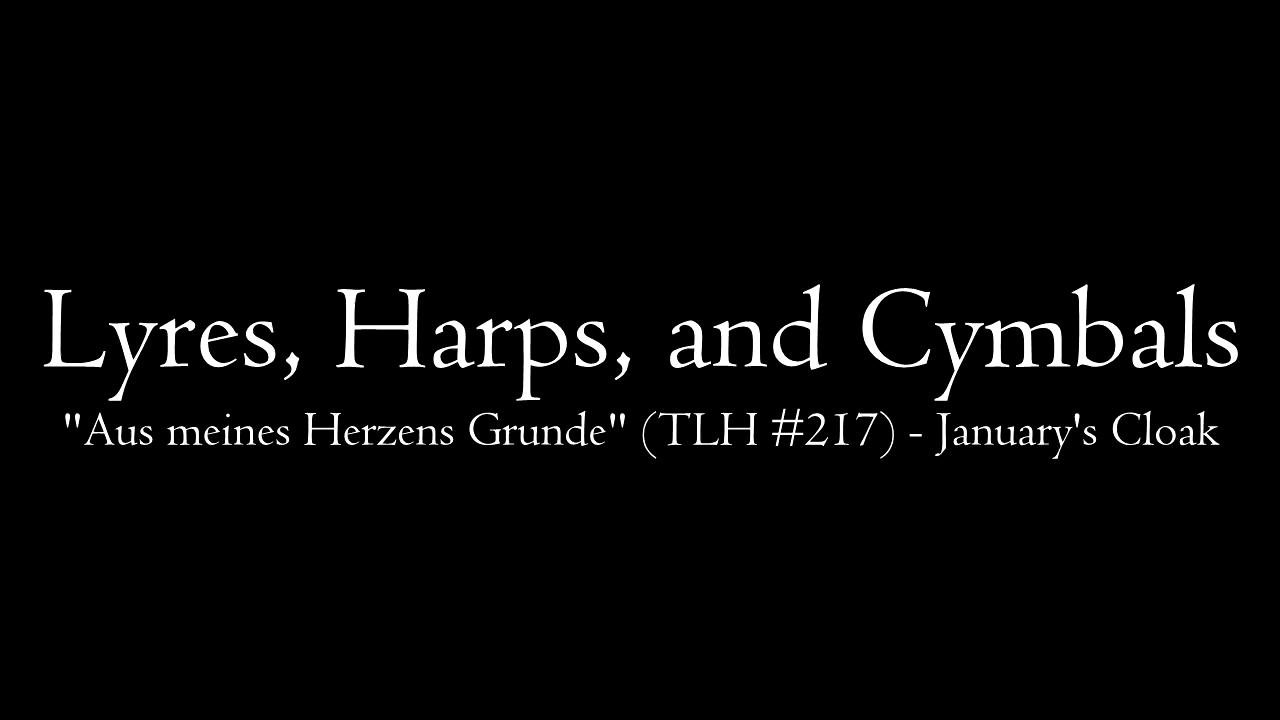 Lyres, Harps, and Cymbals
"Aus meines Herzens Grunde" (TLH #217) - January's Cloak